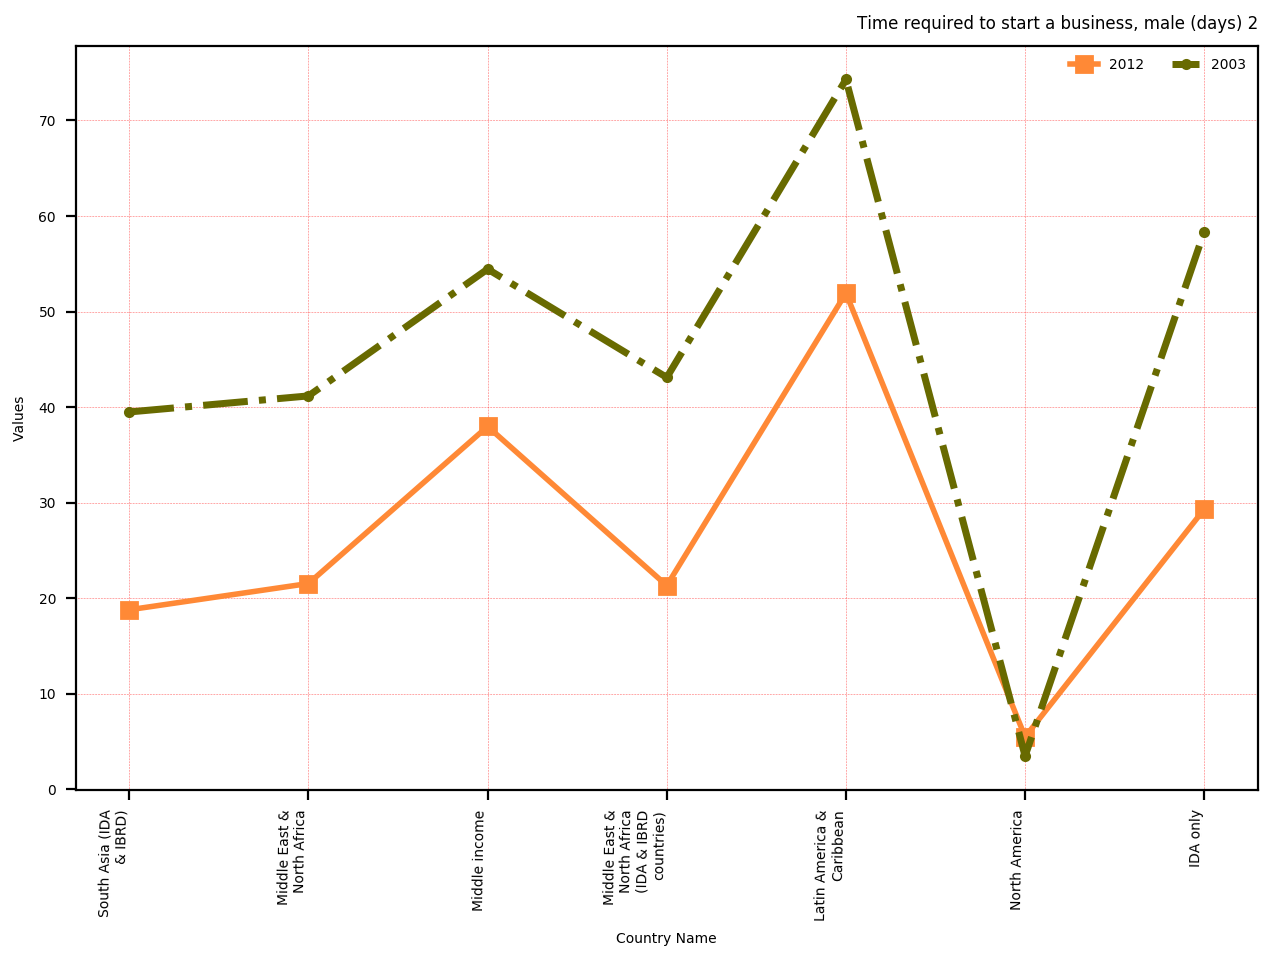 Time required to start a business, male (days) 2
2012
2003
70
60
50
40
30
20
10
0
Values
South Asia (IDA
& IBRD)
Middle East &
North Africa
Middle income
Middle East &
North Africa
(IDA & IBRD
countries)
Latin America &
Caribbean
North America
IDA only
Country Name